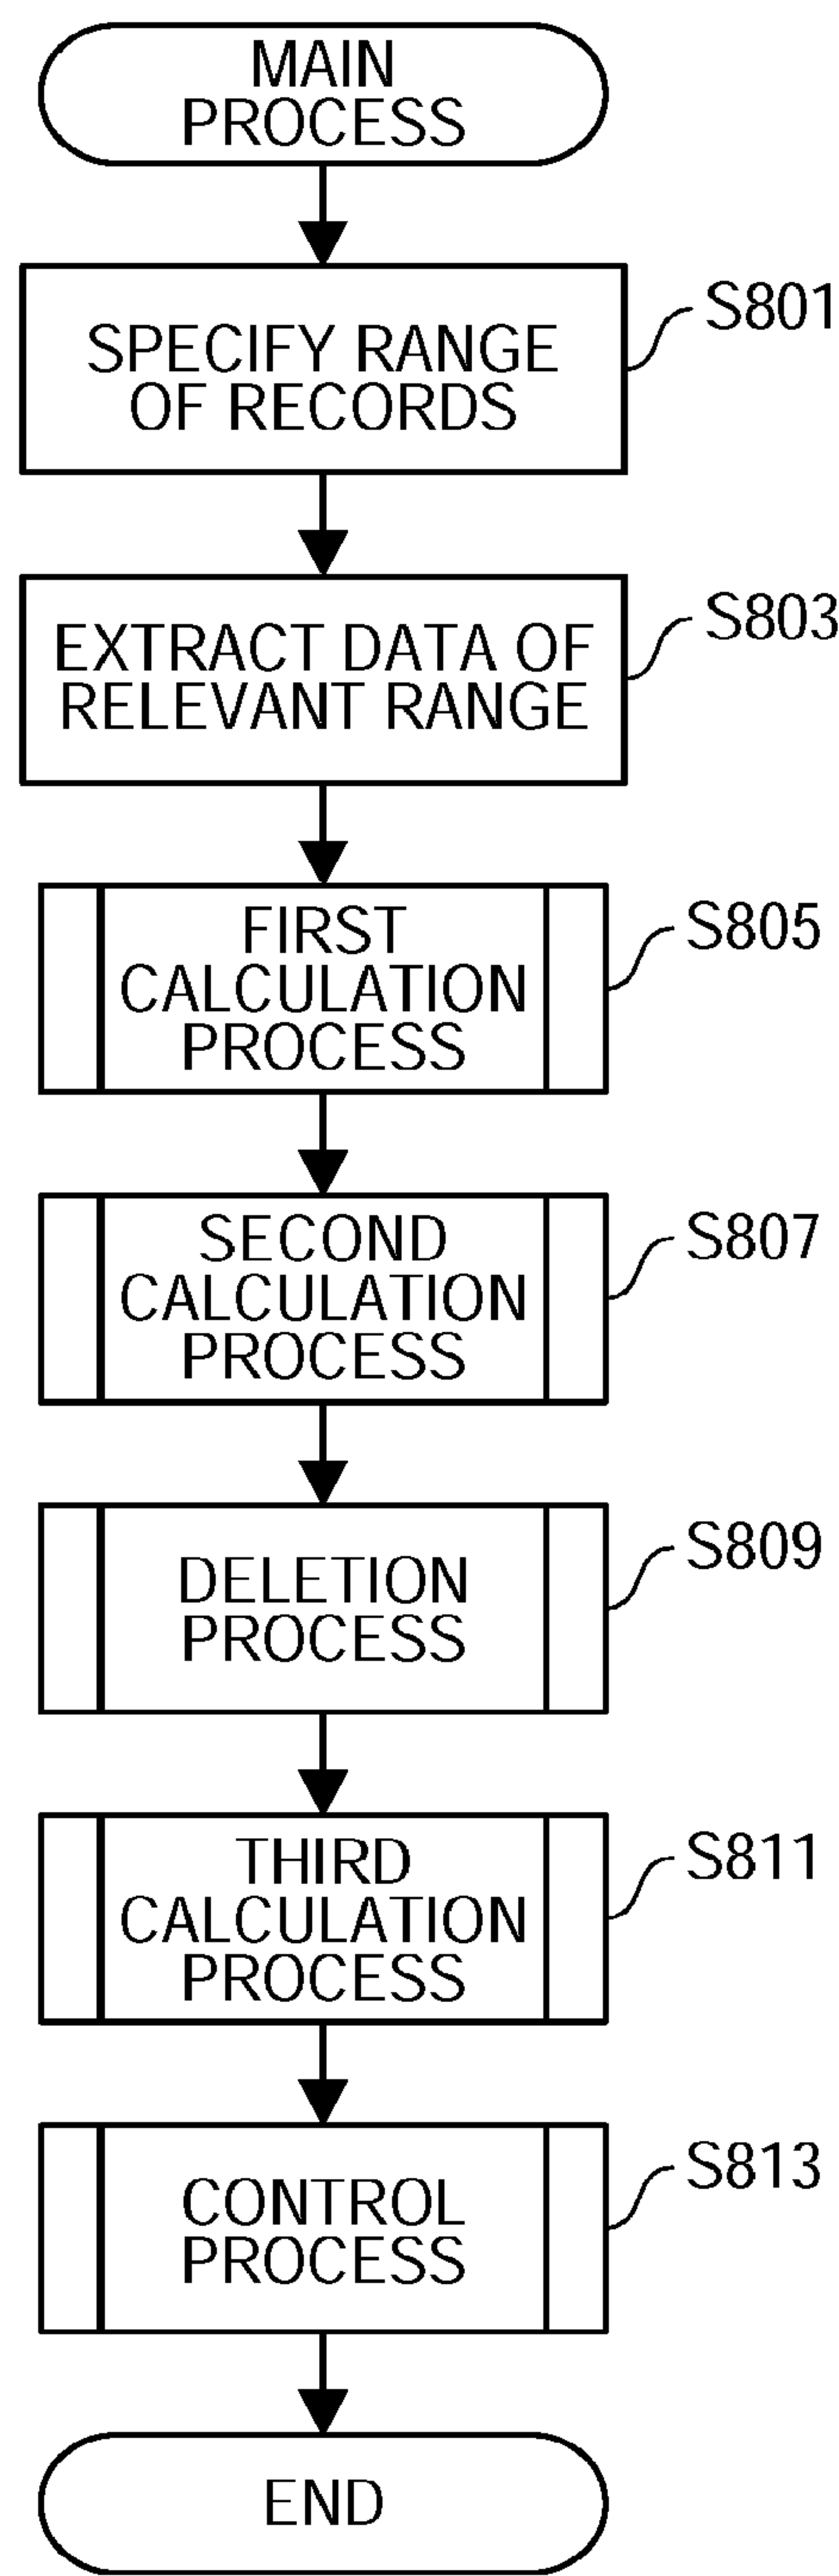 MAIN
PROCESS
SPECIFY RANGE
OF RECORDS
S801
EXTRACT DATA OF
RELEVANT RANGE
S803
FIRST
CALCULATION
PROCESS
S805
SECOND
CALCULATION
PROCESS
S807
DELETION
PROCESS
S809
THIRD
CALCULATION
PROCESS
S811
CONTROL
PROCESS
S813
END